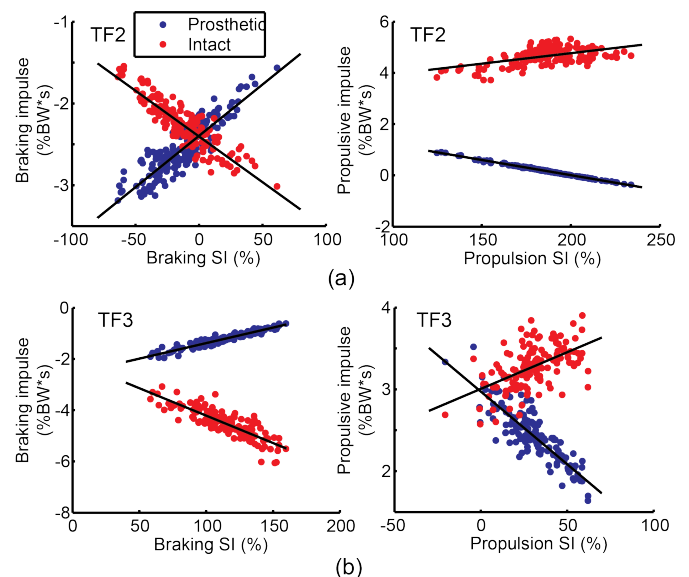 TF2
Prosthetic
Intact
Braking impulse
(%BW*s)
-1
-2
-3
-100
-50
0
50
100
Braking SI (%)
TF2
Propulsive impulse
(%BW*s)
6
4
2
0
-2
100
150
200
250
Propulsion SI (%)
(a)
TF3
Braking impulse
(%BW*s)
0
-2
-4
-6
-8
0
50
100
150
200
Braking SI (%)
TF3
Propulsive impulse
(%BW*s)
4
3
2
-50
0
50
100
Propulsion SI (%)
(b)